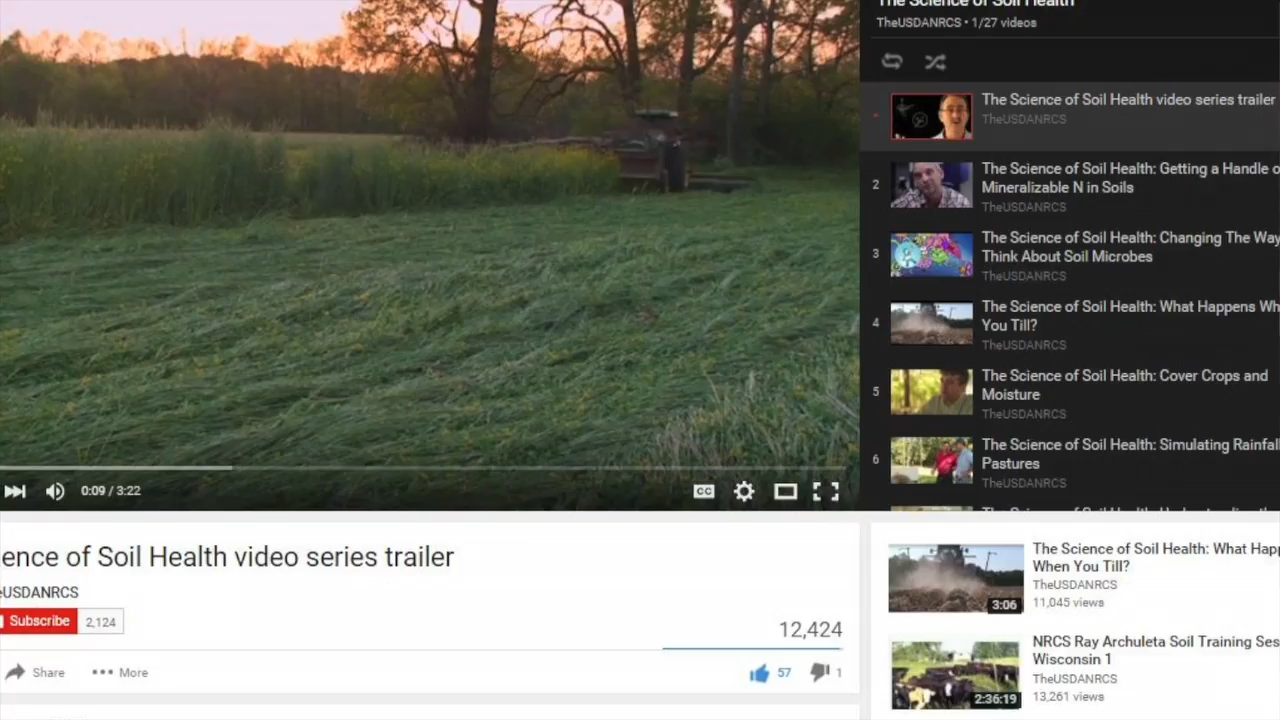 The Science of Soil Health
TheUSDANRCS • 1/27 videos
The Science of Soil Health video series trailer
TheUSDANRCS
2
The Science of Soil Health: Getting a Handle o
Mineralizable N in Soils
TheUSDANRCS
3
The Science of Soil Health: Changing The Way
Think About Soil Microbes
TheUSDANRCS
4
The Science of Soil Health: What Happens Wh
You Till?
TheUSDANRCS
5
The Science of Soil Health: Cover Crops and
Moisture
TheUSDANRCS
6
The Science of Soil Health: Simulating Rainfall
Pastures
TheUSDANRCS
0:09 / 3:22
CC
ence of Soil Health video series trailer
eUSDANRCS
Subscribe 2,124
12,424
Share More
57 1
The Science of Soil Health: What Hap
When You Till?
TheUSDANRCS
11,045 views
3:06
NRCS Ray Archuleta Soil Training Ses
Wisconsin 1
TheUSDANRCS
13,261 views
2:36:19